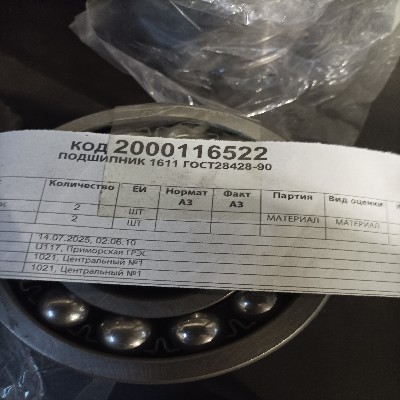 код 2000116522
ПОДШИПНИК 1611 ГОСТ28428-90
Количество ЕИ Нормат АЗ Факт АЗ Партия Вид оценки
2 ШТ МАТЕРИАЛ МАТЕРИАЛ
2 ШТ
14.07.2025, 02:06:10
U117, Приморская ГРЭС
1021, Центральный №1
1021, Центральный №1